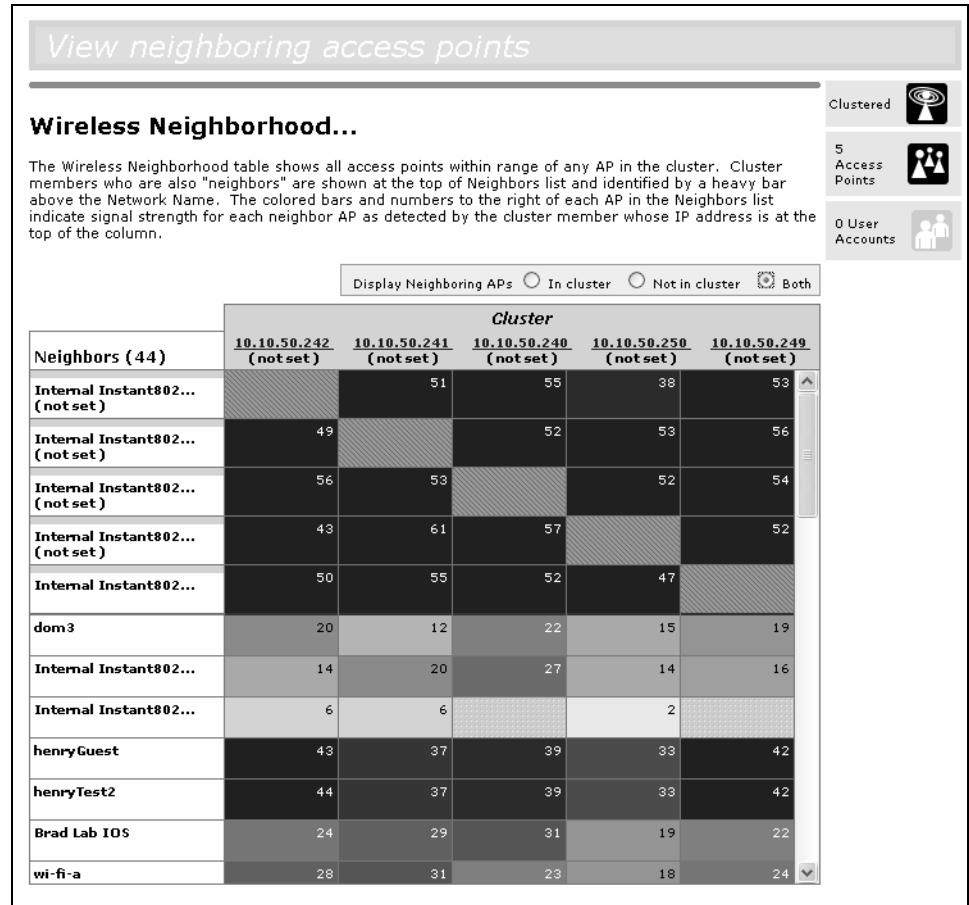 View neighboring access points
Clustered
5
Access
Points
0 User
Accounts
Wireless Neighborhood...
The Wireless Neighborhood table shows all access points within range of any AP in the cluster. Cluster
members who are also "neighbors" are shown at the top of Neighbors list and identified by a heavy bar
above the Network Name. The colored bars and numbers to the right of each AP in the Neighbors list
indicate signal strength for each neighbor AP as detected by the cluster member whose IP address is at the
top of the column.
Display Neighboring APs In cluster Not in cluster Both
Cluster
Neighbors (44)
10.10.50.242 10.10.50.241 10.10.50.240 10.10.50.250 10.10.50.249
(not set) (not set) (not set) (not set) (not set)
Internal Instant802... 51 55 38 53
(not set)
Internal Instant802... 49 52 53 56
(not set)
Internal Instant802... 56 53 52 54
(not set)
Internal Instant802... 43 61 57 52
(not set)
Internal Instant802... 50 55 52 47
dom3 20 12 22 15 19
Internal Instant802... 14 20 27 14 16
Internal Instant802... 6 6 2
henryGuest 43 37 39 33 42
henryTest2 44 37 39 33 42
Brad Lab IOS 24 29 31 19 22
wi-fi-a 28 31 23 18 24